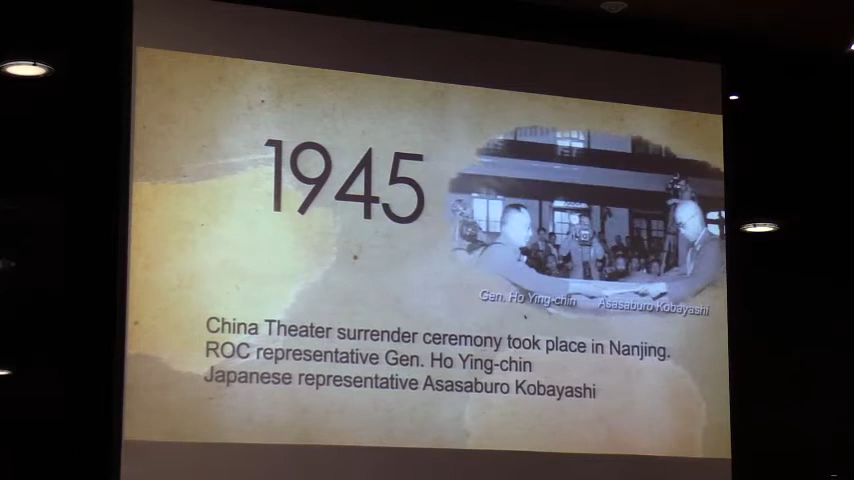 1945
Gen. Ho Ying-chin
Asasaburo Kobayashi
China Theater surrender ceremony took place in Nanjing.
ROC representative Gen. Ho Ying-chin
Japanese representative Asasaburo Kobayashi